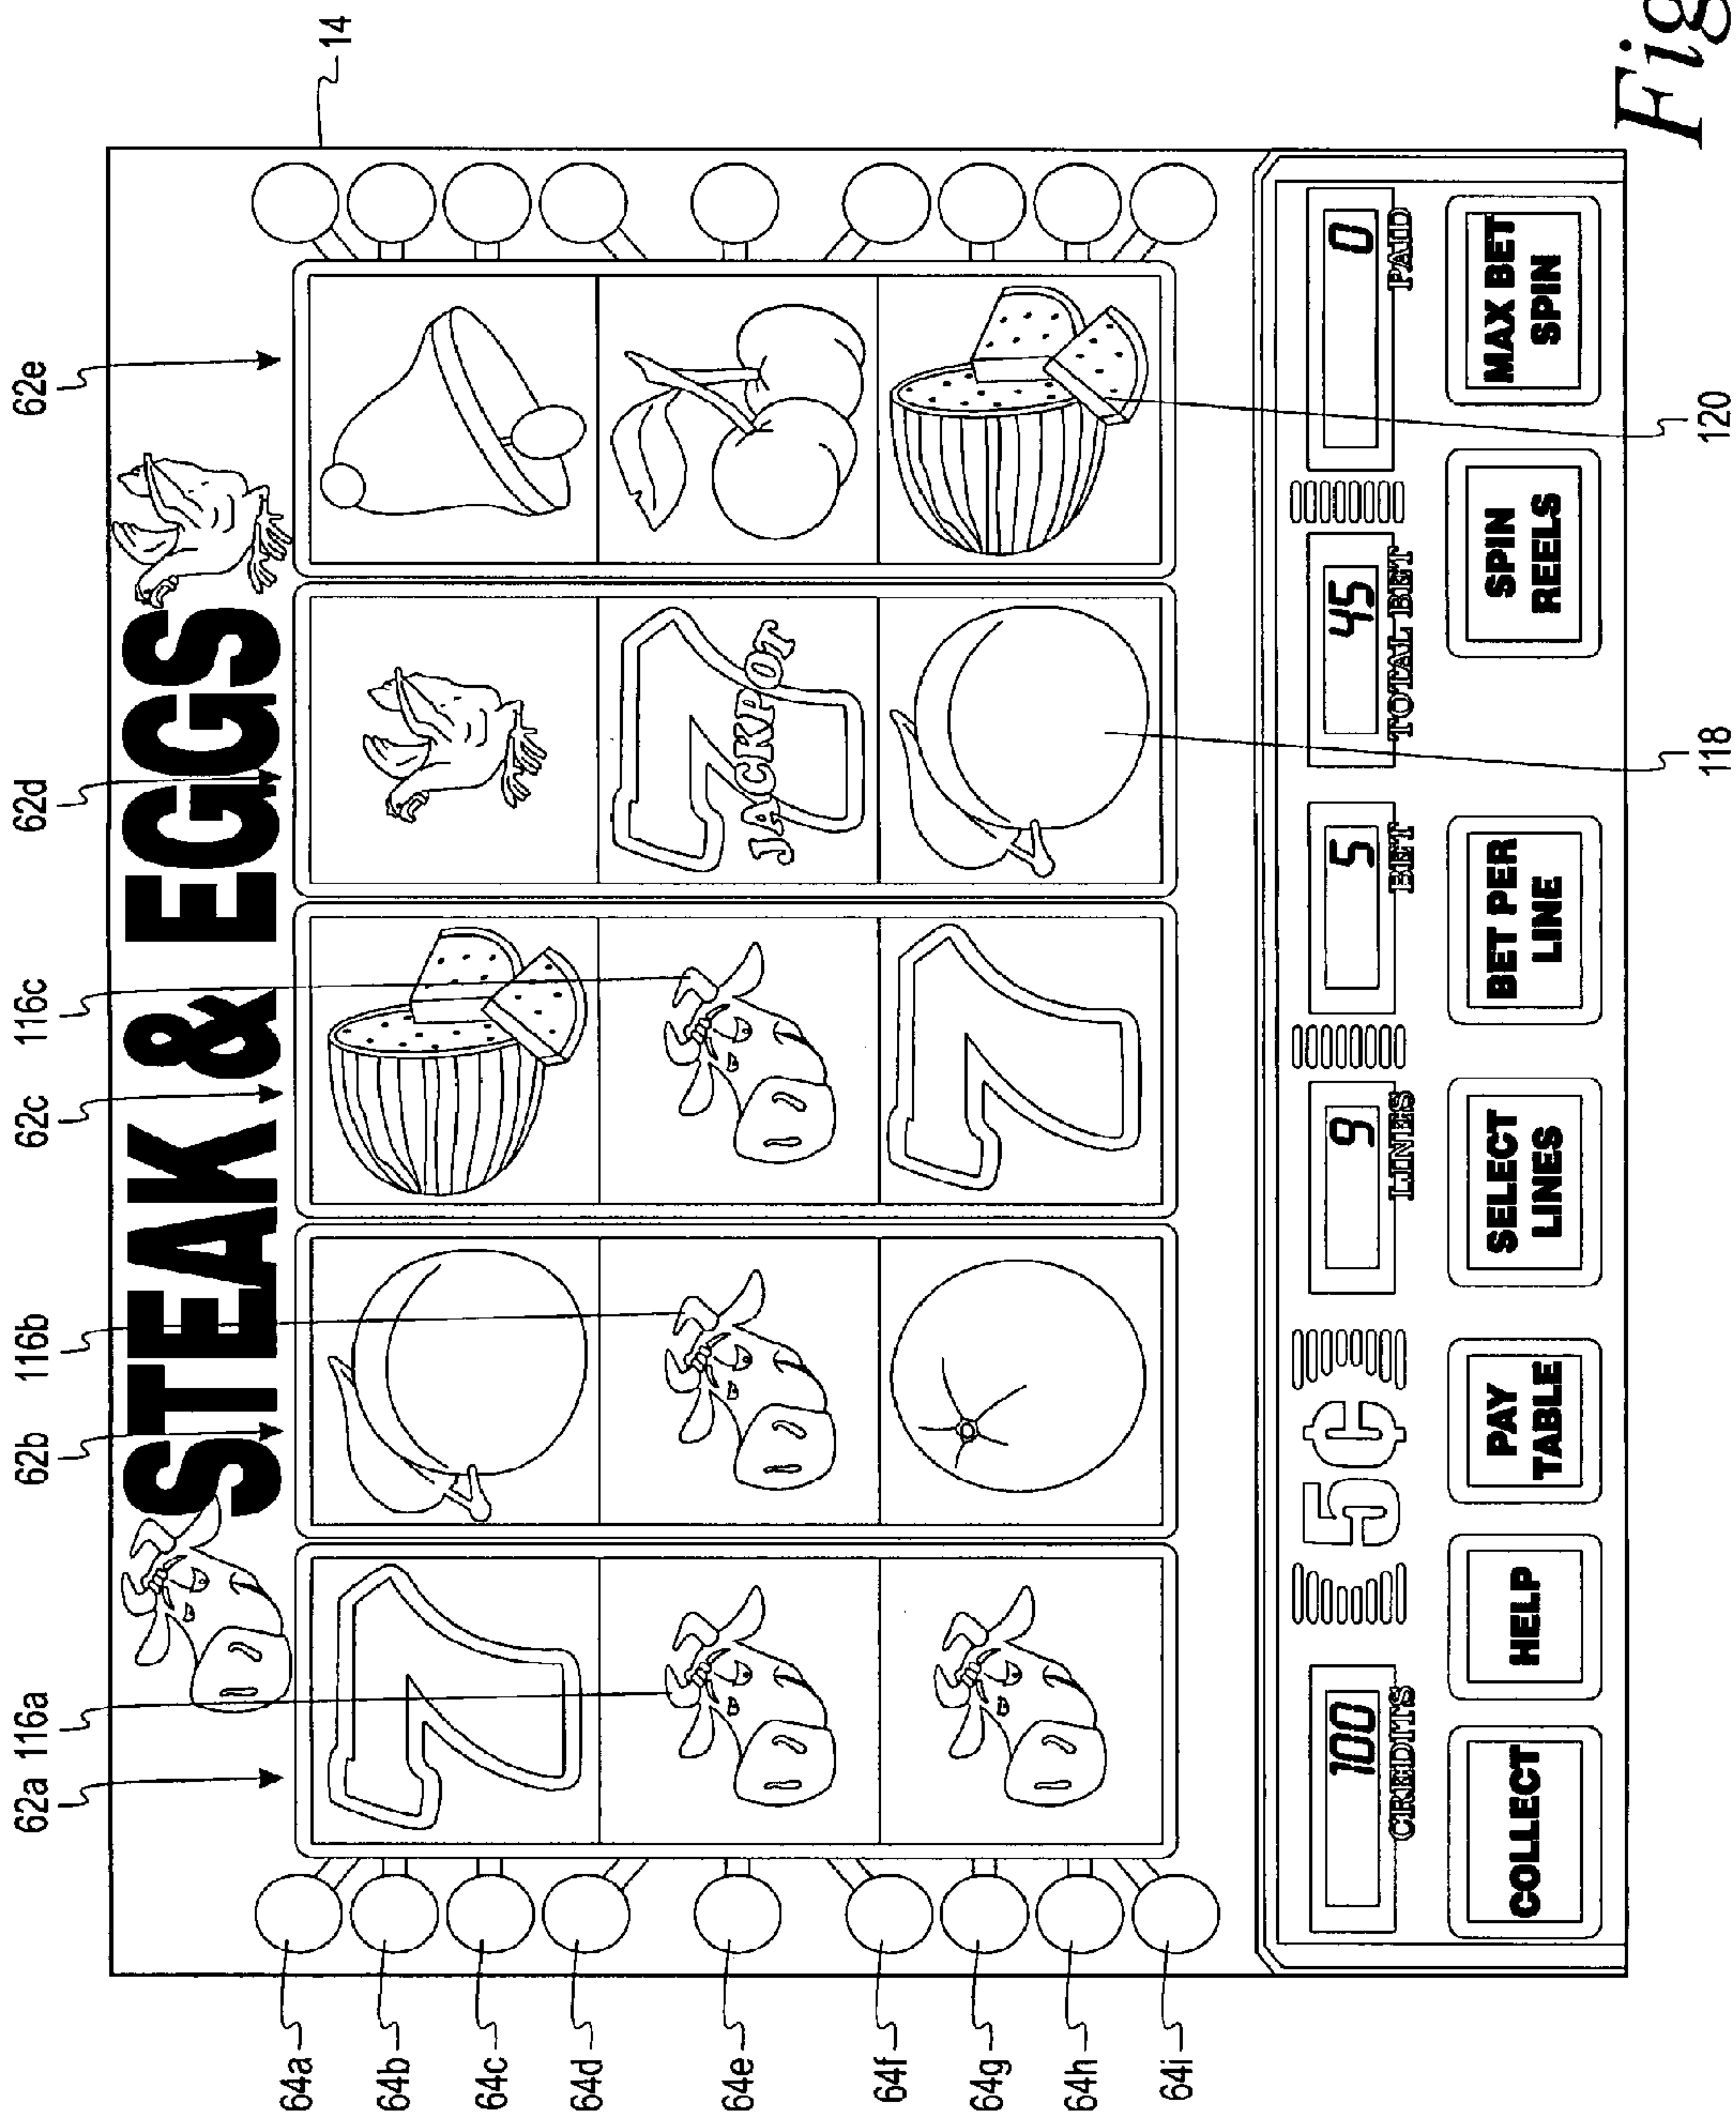 62a 116a 62b 116b 62c 116c 62d 62e
14
STEAK & EGGS
64a
64b
64c
64d
64e
64f
64g
64h
64i
JACKPOT
100
CREDITS
5¢
9
LINES
5
BET
45
TOTAL BET
0
PAID
COLLECT
HELP
PAY
TABLE
SELECT
LINES
BET PER
LINE
SPIN
REELS
MAX BET
SPIN
118
120
Fig